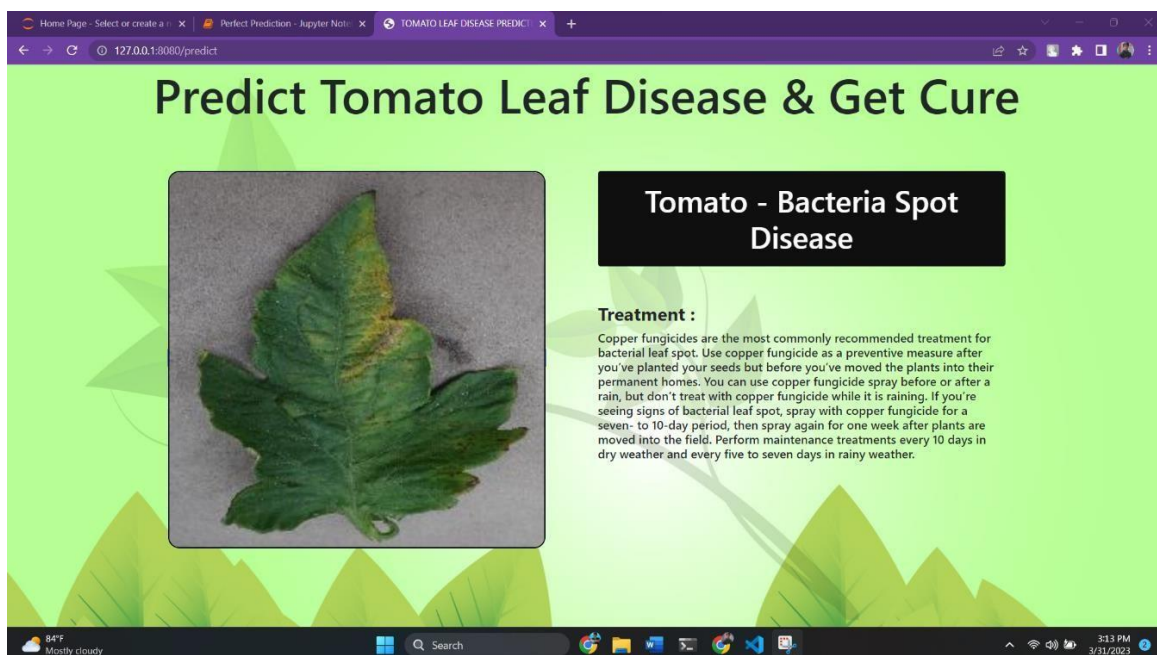 Home Page - Select or create a n
Perfect Prediction - Jupyter Note
TOMATO LEAF DISEASE PREDICT
127.0.0.1:8080/predict
Predict Tomato Leaf Disease & Get Cure
Tomato - Bacteria Spot
Disease
Treatment :
Copper fungicides are the most commonly recommended treatment for
bacterial leaf spot. Use copper fungicide as a preventive measure after
you've planted your seeds but before you've moved the plants into their
permanent homes. You can use copper fungicide spray before or after a
rain, but don't treat with copper fungicide while it is raining. If you're
seeing signs of bacterial leaf spot, spray with copper fungicide for a
seven- to 10-day period, then spray again for one week after plants are
moved into the field. Perform maintenance treatments every 10 days in
dry weather and every five to seven days in rainy weather.
84°F
Mostly cloudy
Search
3:13 PM
3/31/2023
2